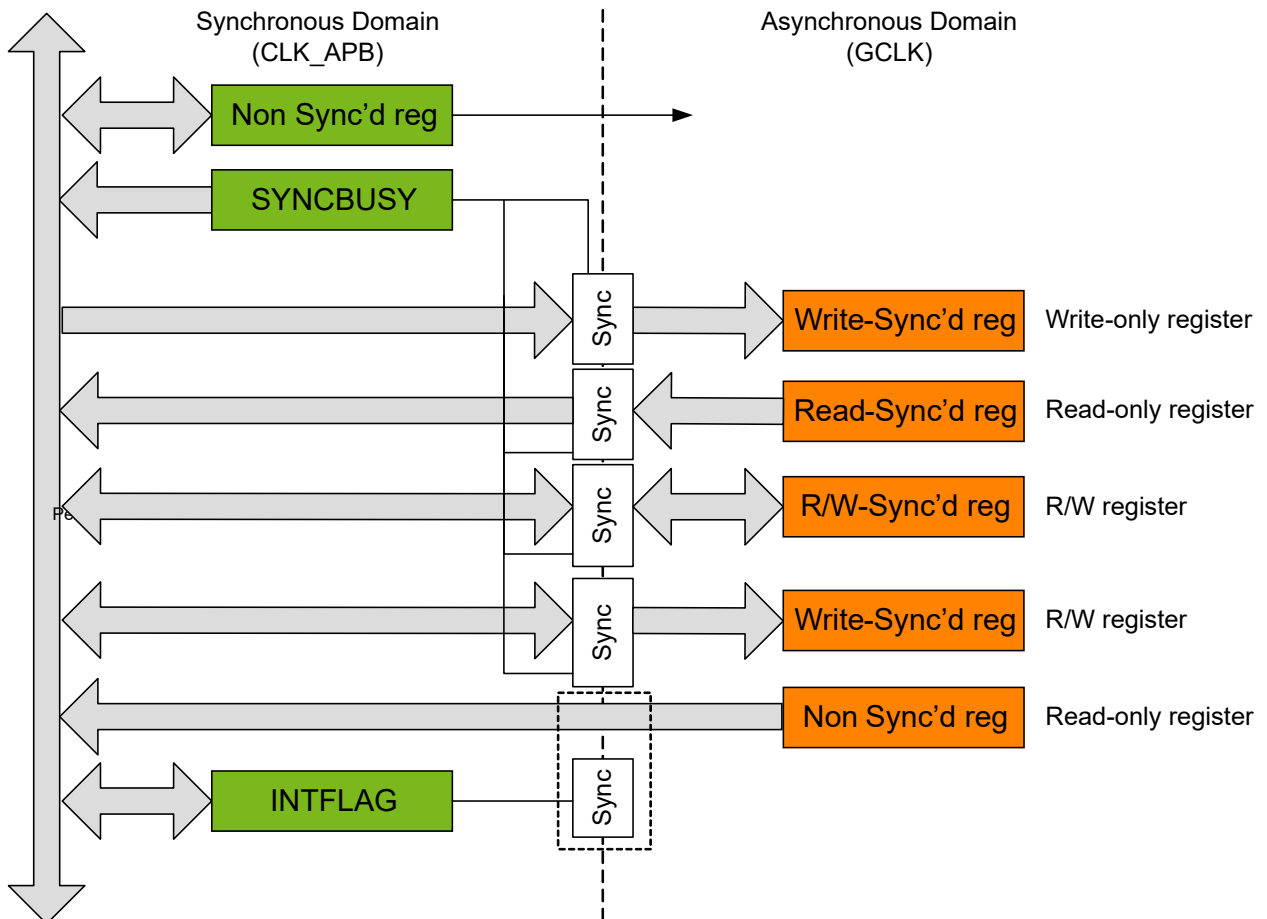 Synchronous Domain
(CLK_APB)
Asynchronous Domain
(GCLK)
Non Sync’d reg
SYNCBUSY
Sync
Write-Sync’d reg
Write-only register
Sync
Read-Sync’d reg
Read-only register
Sync
R/W-Sync’d reg
R/W register
Sync
Write-Sync’d reg
R/W register
Non Sync’d reg
Read-only register
INTFLAG
Sync